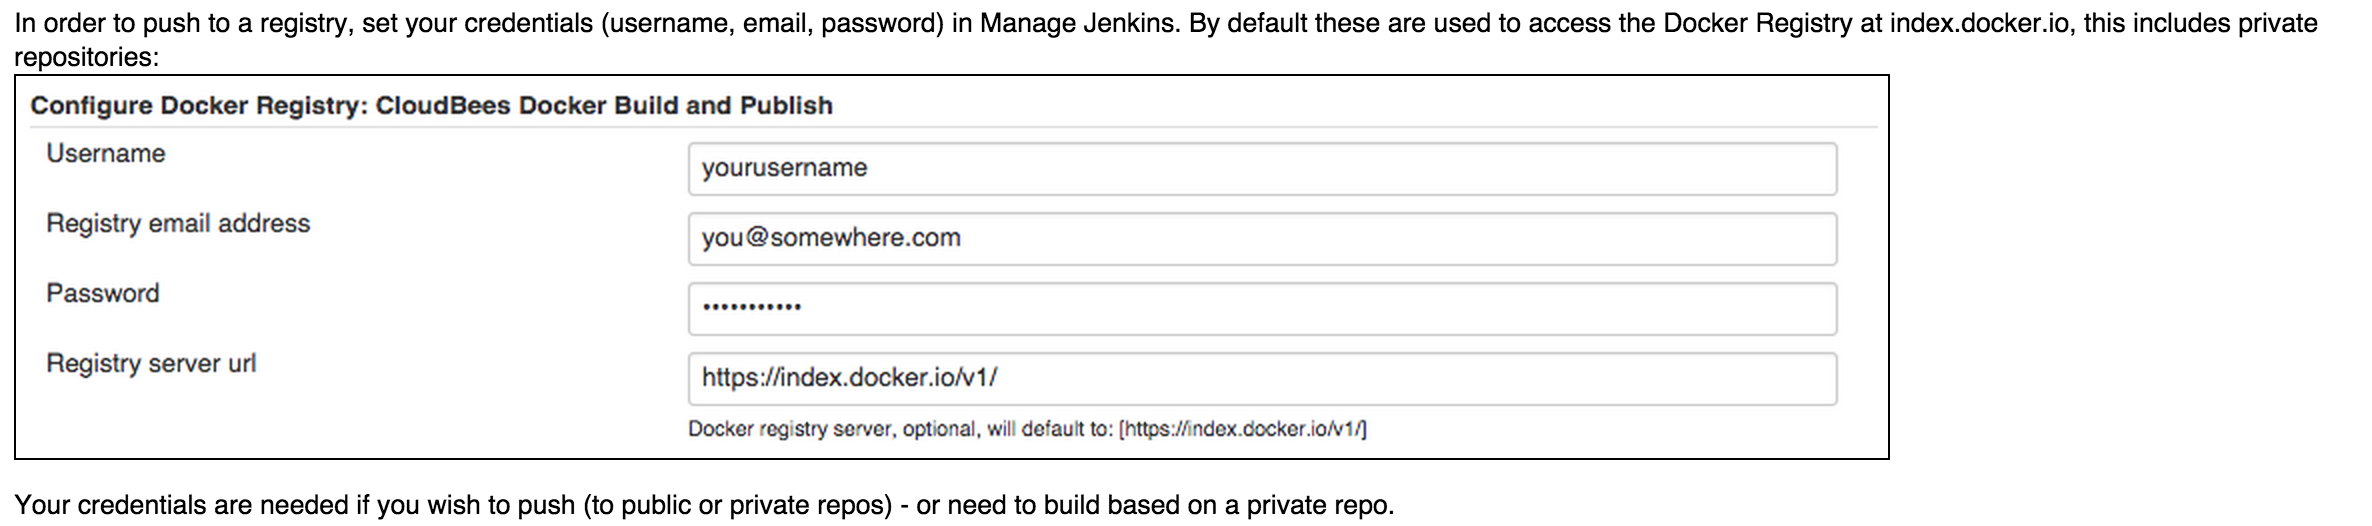 In order to push to a registry, set your credentials (username, email, password) in Manage Jenkins. By default these are used to access the Docker Registry at index.docker.io, this includes private
repositories:
Configure Docker Registry: CloudBees Docker Build and Publish
Username
yourusername
Registry email address
you@somewhere.com
Password
•••••••••••
Registry server url
https://index.docker.io/v1/
Docker registry server, optional, will default to: [https://index.docker.io/v1/]
Your credentials are needed if you wish to push (to public or private repos) - or need to build based on a private repo.